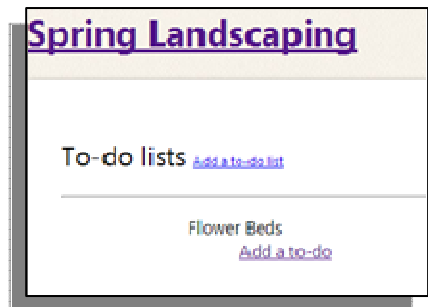 Spring Landscaping
To-do lists Add a to-do list
Flower Beds
Add a to-do